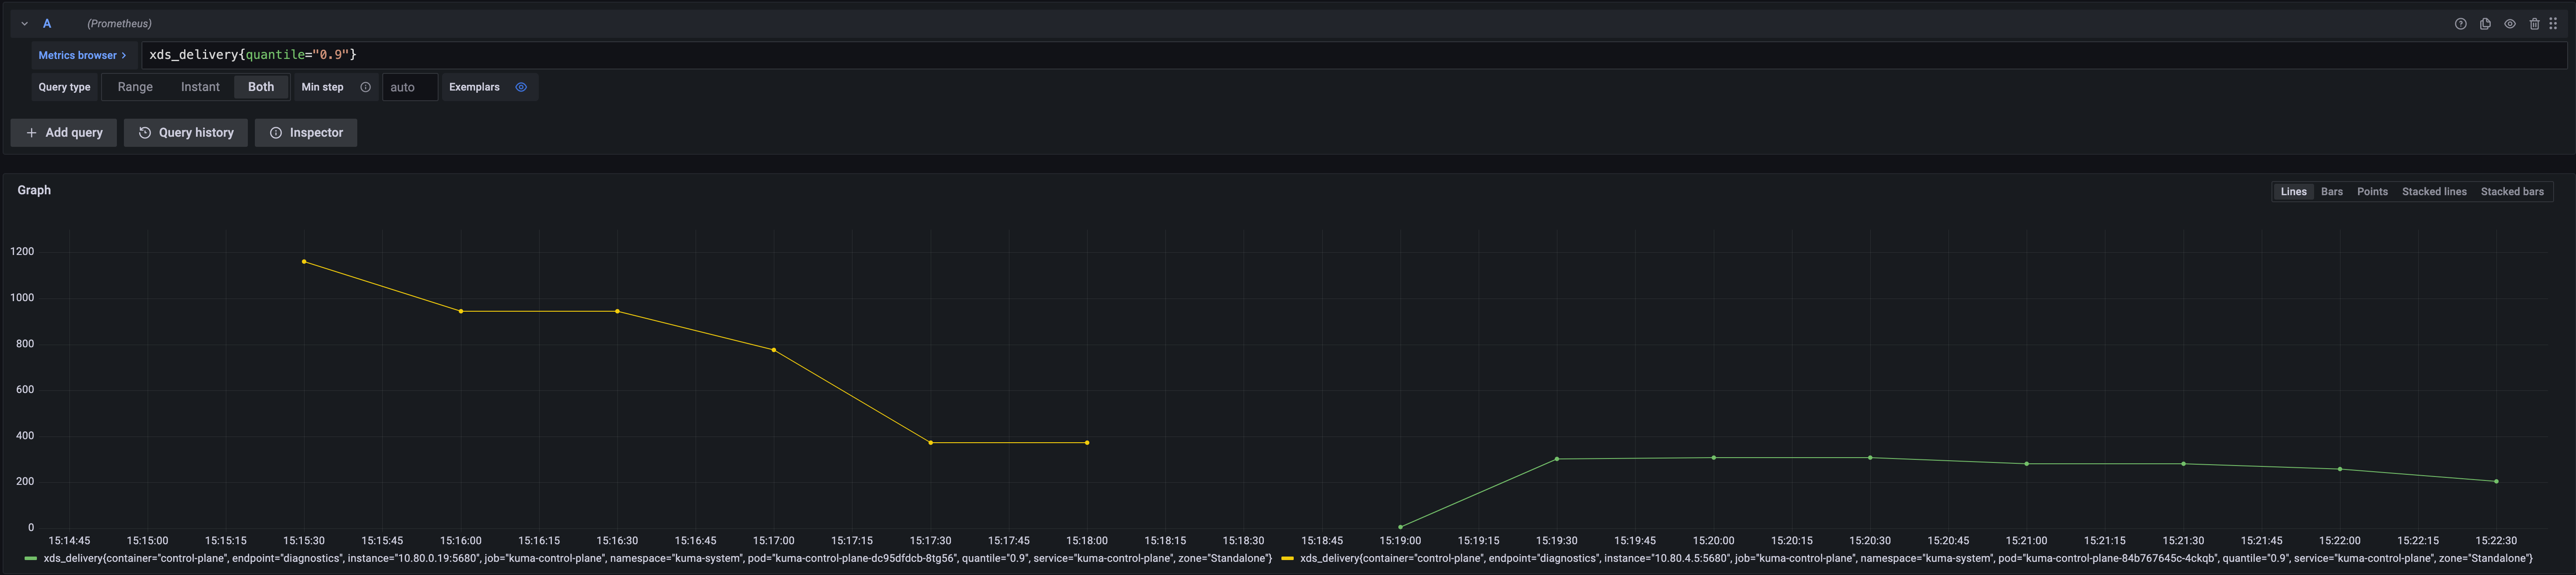 A (Prometheus)
Metrics browser > xds_delivery{quantile="0.9"}
Query type Range Instant Both Min step auto Exemplars
+ Add query Query history Inspector
Graph Lines Bars Points Stacked lines Stacked bars
1200
1000
800
600
400
200
0
15:14:45 15:15:00 15:15:15 15:15:30 15:15:45 15:16:00 15:16:15 15:16:30 15:16:45 15:17:00 15:17:15 15:17:30 15:17:45 15:18:00 15:18:15 15:18:30 15:18:45 15:19:00 15:19:15 15:19:30 15:19:45 15:20:00 15:20:15 15:20:30 15:20:45 15:21:00 15:21:15 15:21:30 15:21:45 15:22:00 15:22:15 15:22:30
xds_delivery{container="control-plane", endpoint="diagnostics", instance="10.80.0.19:5680", job="kuma-control-plane", namespace="kuma-system", pod="kuma-control-plane-dc95dfdcb-8tg56", quantile="0.9", service="kuma-control-plane", zone="Standalone"} xds_delivery{container="control-plane", endpoint="diagnostics", instance="10.80.4.5:5680", job="kuma-control-plane", namespace="kuma-system", pod="kuma-control-plane-84b767645c-4ckqb", quantile="0.9", service="kuma-control-plane", zone="Standalone"}